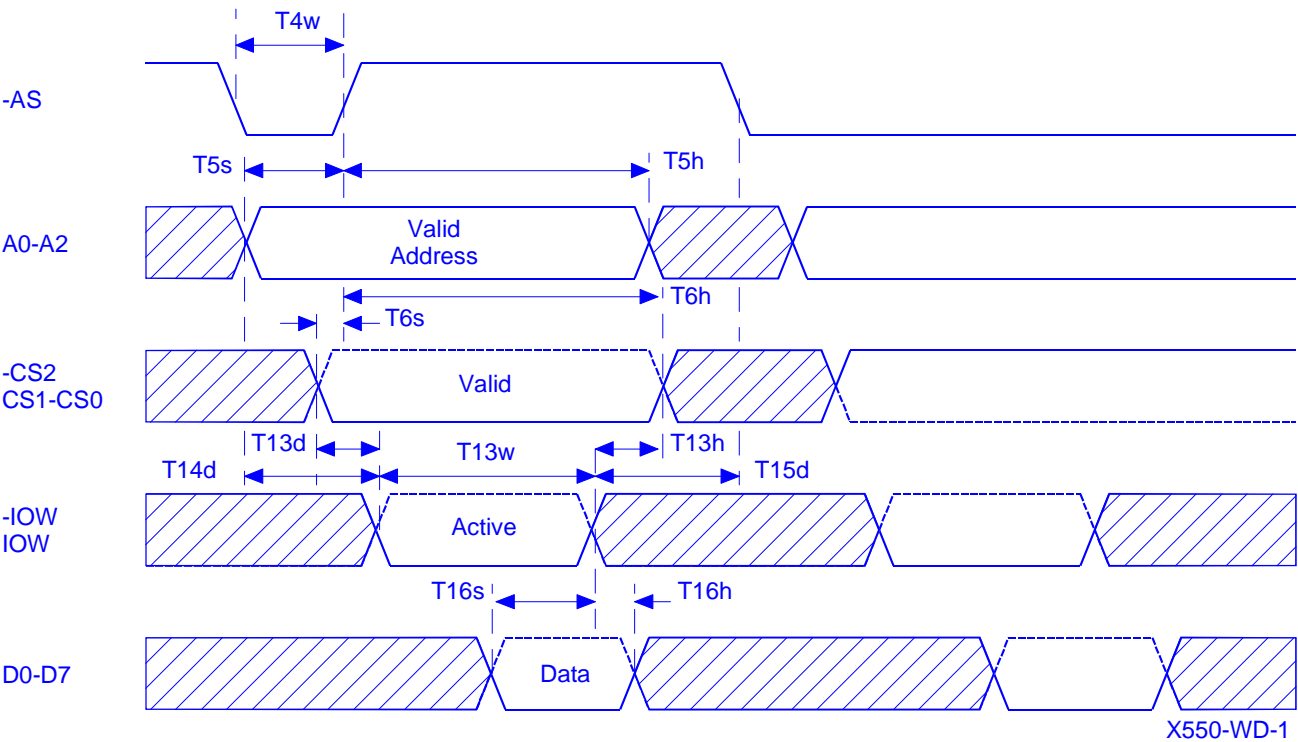 T4w
-AS
T5s
T5h
A0-A2
Valid
Address
T6h
T6s
-CS2
CS1-CS0
Valid
T13d
T13w
T13h
T14d
T15d
-IOW
IOW
Active
T16s
T16h
D0-D7
Data
X550-WD-1